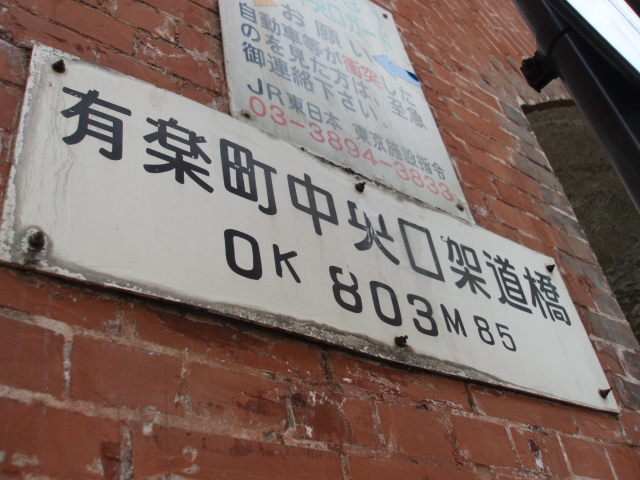 お願い
自動車等が衝突した
のを見た方は、至急
御連絡下さい。
JR東日本 東京施設指令
03-3894-3833
有楽町中央口架道橋
0K 803M85